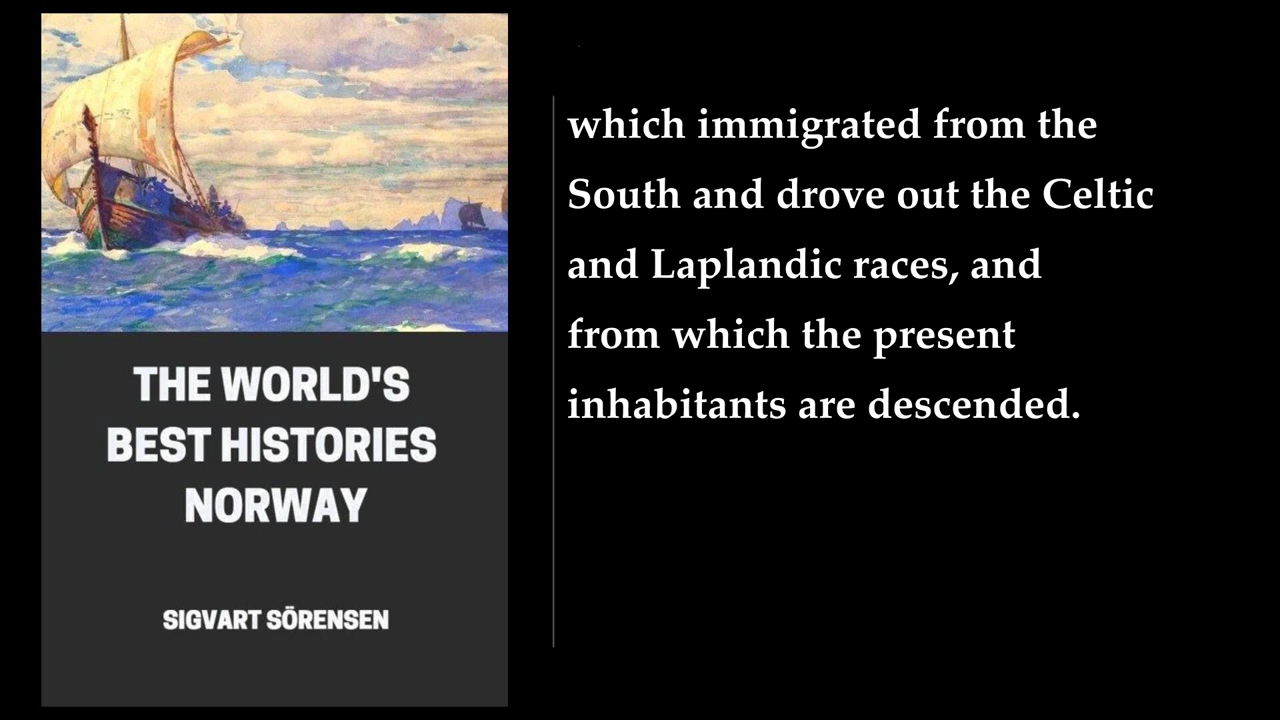 THE WORLD'S
BEST HISTORIES
NORWAY
SIGVART SÖRENSEN
which immigrated from the
South and drove out the Celtic
and Laplandic races, and
from which the present
inhabitants are descended.